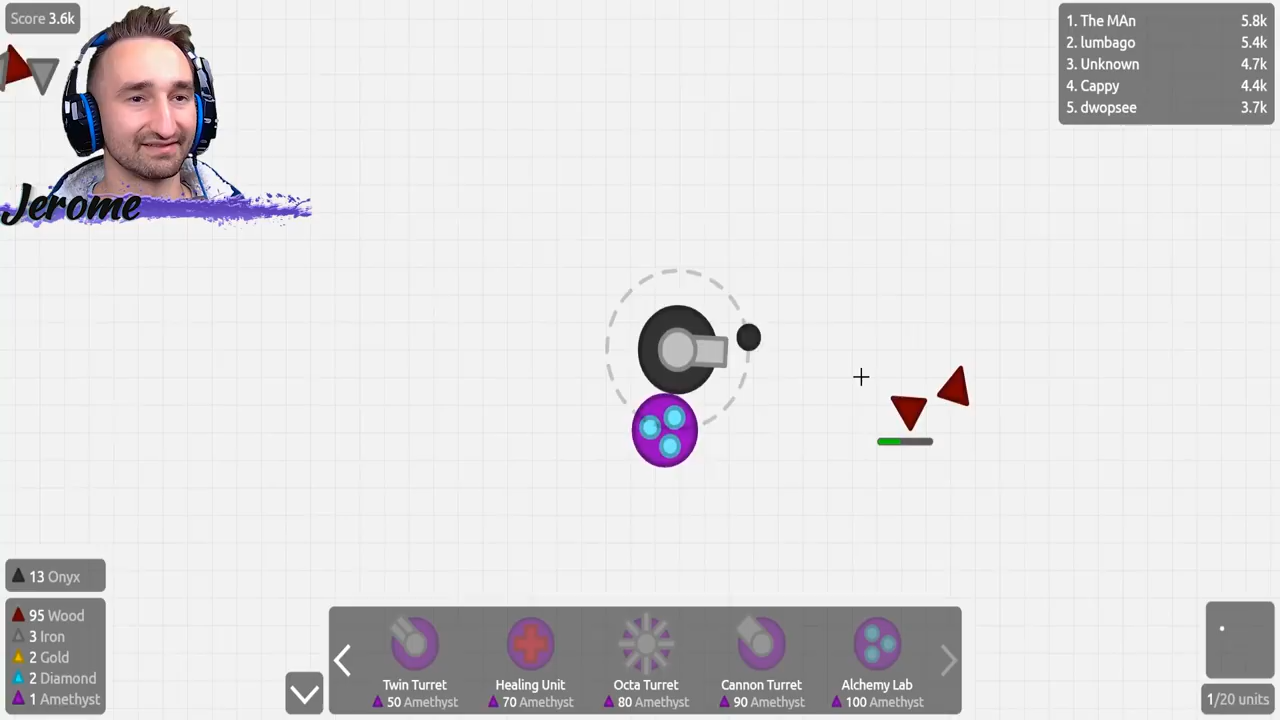 Score 3.6k
1. The MAn 5.8k
2. lumbago 5.4k
3. Unknown 4.7k
4. Cappy 4.4k
5. dwopsee 3.7k
Jerome
13 Onyx
95 Wood
3 Iron
2 Gold
2 Diamond
1 Amethyst
Twin Turret
50 Amethyst
Healing Unit
70 Amethyst
Octa Turret
80 Amethyst
Cannon Turret
90 Amethyst
Alchemy Lab
100 Amethyst
1/20 units